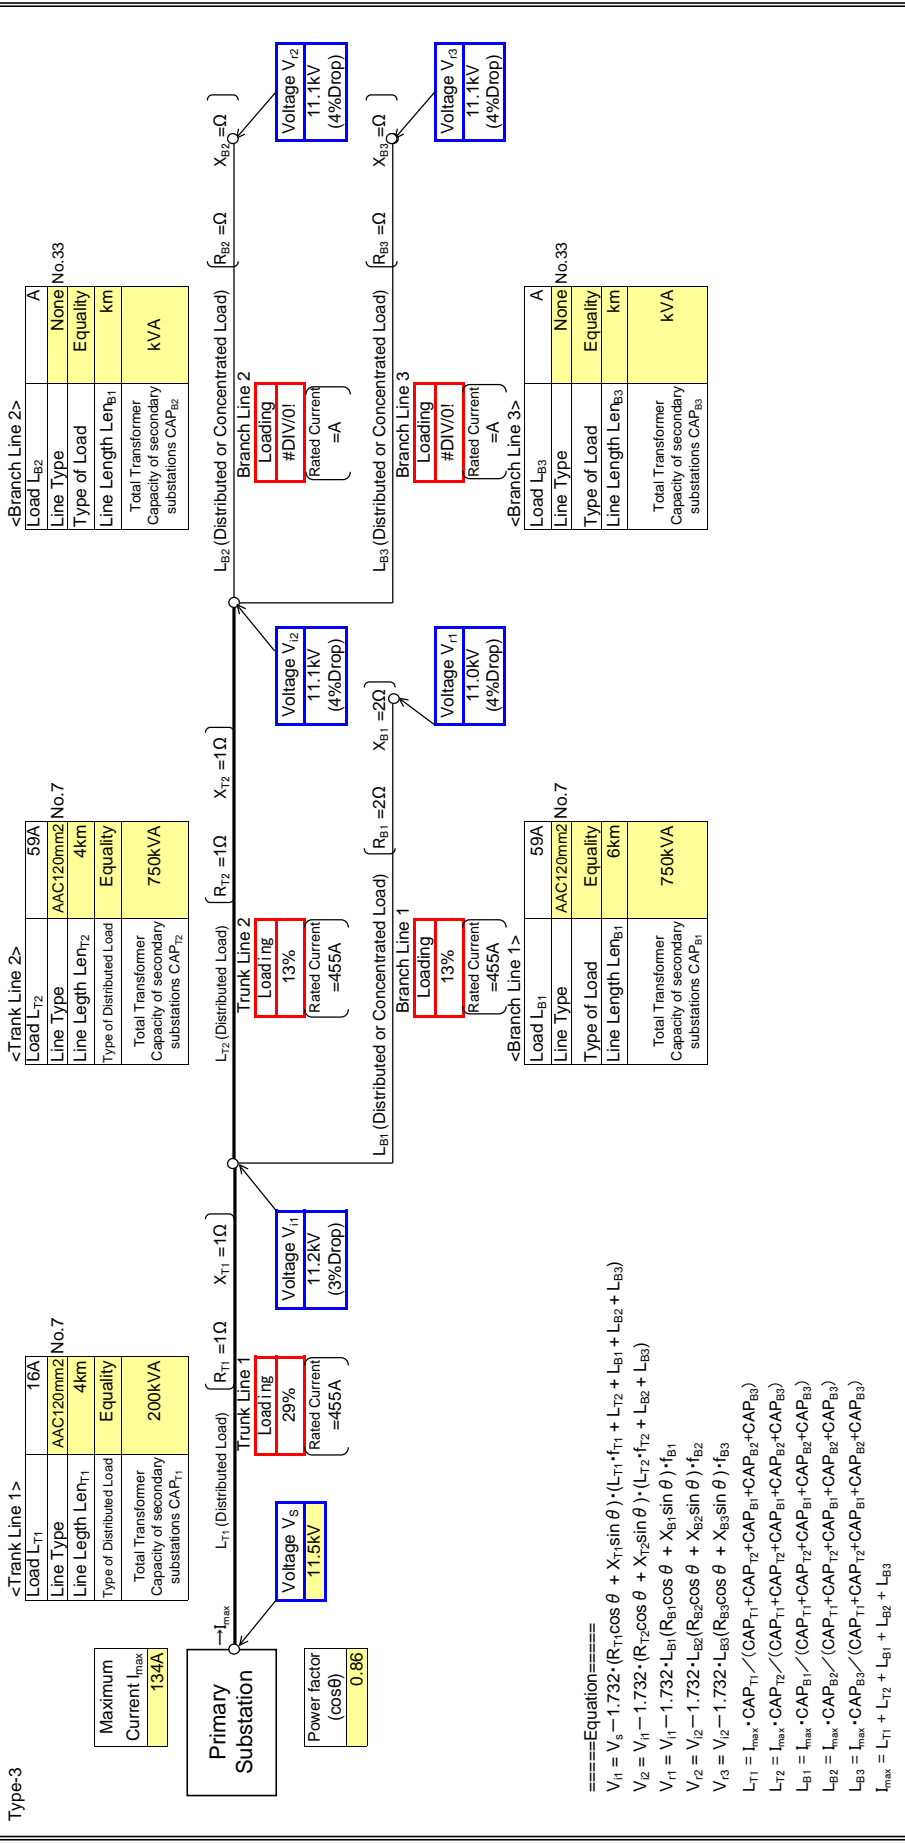 Type-3
Maximum
Current Imax
134A
Primary
Substation
Power factor
(cosθ)
0.86
→Imax
Voltage VS
11.5kV
<Trank Line 1>
Load LT1 16A
Line Type AAC120mm2 No.7
Line Legth LenT1 4km
Type of Distributed Load Equality
Total Transformer
Capacity of secondary
substations CAPT1
200kVA
LT1 (Distributed Load) (RT1 =1Ω XT1 =1Ω)
Trunk Line 1
Loading
29%
Rated Current
=455A
Voltage Vi1
11.2kV
(3%Drop)
<Trank Line 2>
Load LT2 59A
Line Type AAC120mm2 No.7
Line Legth LenT2 4km
Type of Distributed Load Equality
Total Transformer
Capacity of secondary
substations CAPT2
750kVA
LT2 (Distributed Load) (RT2 =1Ω XT2 =1Ω)
Trunk Line 2
Loading
13%
Rated Current
=455A
Voltage Vi2
11.1kV
(4%Drop)
LB1 (Distributed or Concentrated Load) (RB1 =2Ω XB1 =2Ω)
Branch Line 1
Loading
13%
Rated Current
=455A
Voltage Vr1
11.0kV
(4%Drop)
<Branch Line 1>
Load LB1 59A
Line Type AAC120mm2 No.7
Type of Load Equality
Line Length LenB1 6km
Total Transformer
Capacity of secondary
substations CAPB1
750kVA
<Branch Line 2>
Load LB2 A
Line Type None No.33
Type of Load Equality
Line Length LenB1 km
Total Transformer
Capacity of secondary
substations CAPB2
kVA
LB2 (Distributed or Concentrated Load) (RB2 =Ω XB2 =Ω)
Branch Line 2
Loading
#DIV/0!
Rated Current
=A
Voltage Vr2
11.1kV
(4%Drop)
LB3 (Distributed or Concentrated Load) (RB3 =Ω XB3 =Ω)
Branch Line 3
Loading
#DIV/0!
Rated Current
=A
Voltage Vr3
11.1kV
(4%Drop)
<Branch Line 3>
Load LB3 A
Line Type None No.33
Type of Load Equality
Line Length LenB3 km
Total Transformer
Capacity of secondary
substations CAPB3
kVA
=====Equation=====
Vi1 = Vs－1.732・(RT1cos θ + XT1sin θ)・(LT1・fT1 + LT2 + LB1 + LB2 + LB3)
Vi2 = Vi1－1.732・(RT2cos θ + XT2sin θ)・(LT2・fT2 + LB2 + LB3)
Vr1 = Vi1－1.732・LB1(RB1cos θ + XB1sin θ)・fB1
Vr2 = Vi2－1.732・LB2(RB2cos θ + XB2sin θ)・fB2
Vr3 = Vi2－1.732・LB3(RB3cos θ + XB3sin θ)・fB3
LT1 = Imax・CAPT1／(CAPT1+CAPT2+CAPB1+CAPB2+CAPB3)
LT2 = Imax・CAPT2／(CAPT1+CAPT2+CAPB1+CAPB2+CAPB3)
LB1 = Imax・CAPB1／(CAPT1+CAPT2+CAPB1+CAPB2+CAPB3)
LB2 = Imax・CAPB2／(CAPT1+CAPT2+CAPB1+CAPB2+CAPB3)
LB3 = Imax・CAPB3／(CAPT1+CAPT2+CAPB1+CAPB2+CAPB3)
Imax = LT1 + LT2 + LB1 + LB2 + LB3